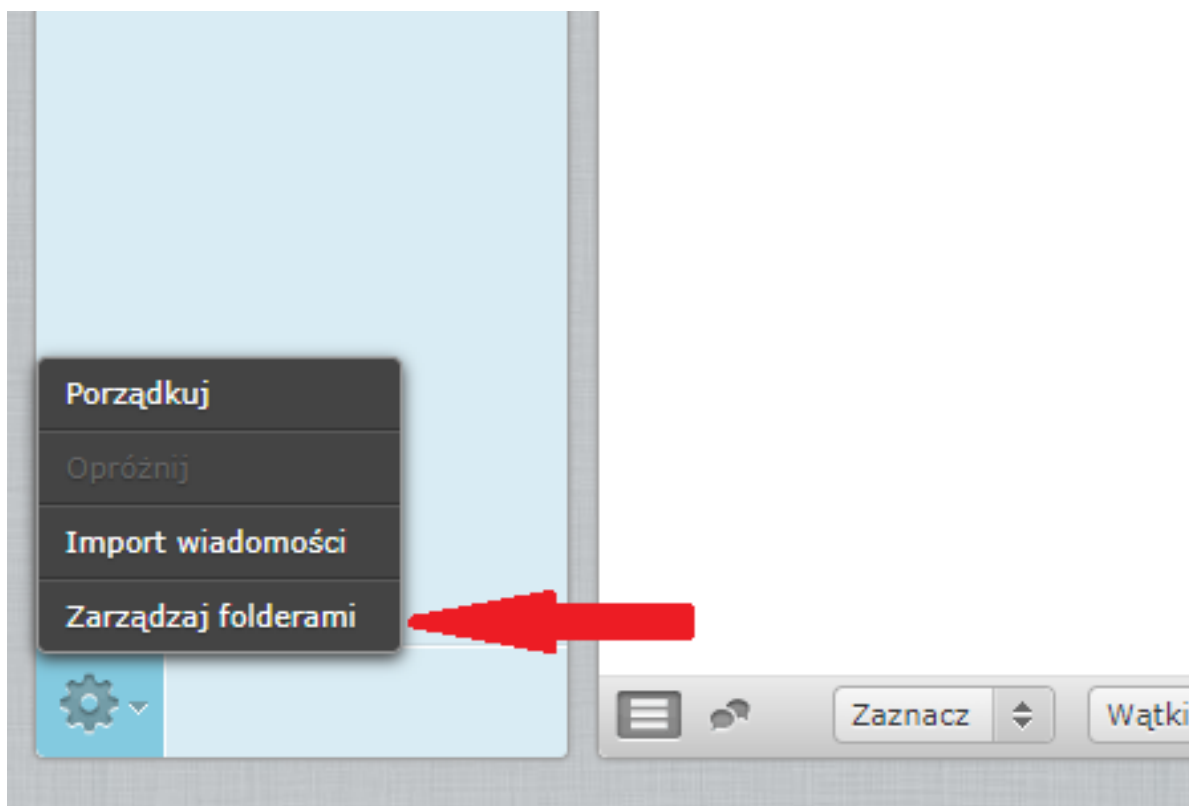 Porządkuj
Opróżnij
Import wiadomości
Zarządzaj folderami
Zaznacz
Wątki